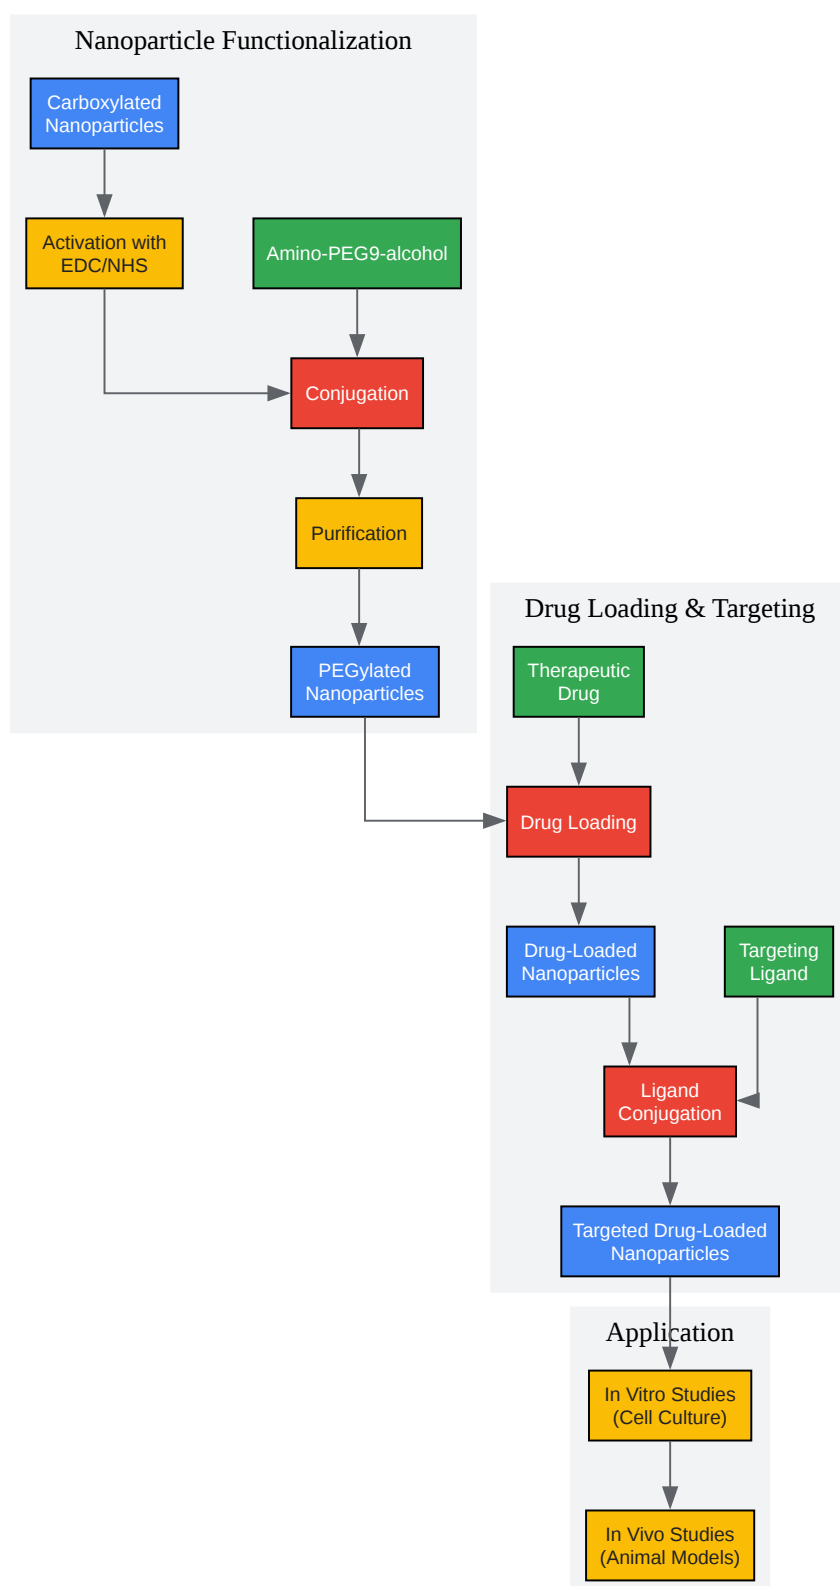 Nanoparticle Functionalization
Carboxylated
Nanoparticles
Activation with
EDC/NHS
Amino-PEG9-alcohol
Conjugation
Purification
PEGylated
Nanoparticles
Drug Loading & Targeting
Therapeutic
Drug
Drug Loading
Drug-Loaded
Nanoparticles
Targeting
Ligand
Ligand
Conjugation
Targeted Drug-Loaded
Nanoparticles
Application
In Vitro Studies
(Cell Culture)
In Vivo Studies
(Animal Models)